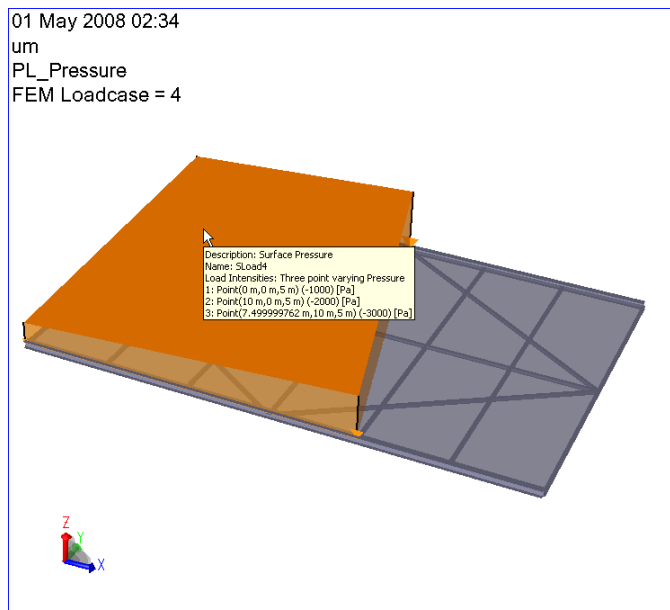 01 May 2008 02:34
um
PL_Pressure
FEM Loadcase = 4
Description: Surface Pressure
Name: SLoad4
Load Intensities: Three point varying Pressure
1: Point(0 m,0 m,5 m) (-1000) [Pa]
2: Point(10 m,0 m,5 m) (-2000) [Pa]
3: Point(7.499999762 m,10 m,5 m) (-3000) [Pa]
Z
Y
X